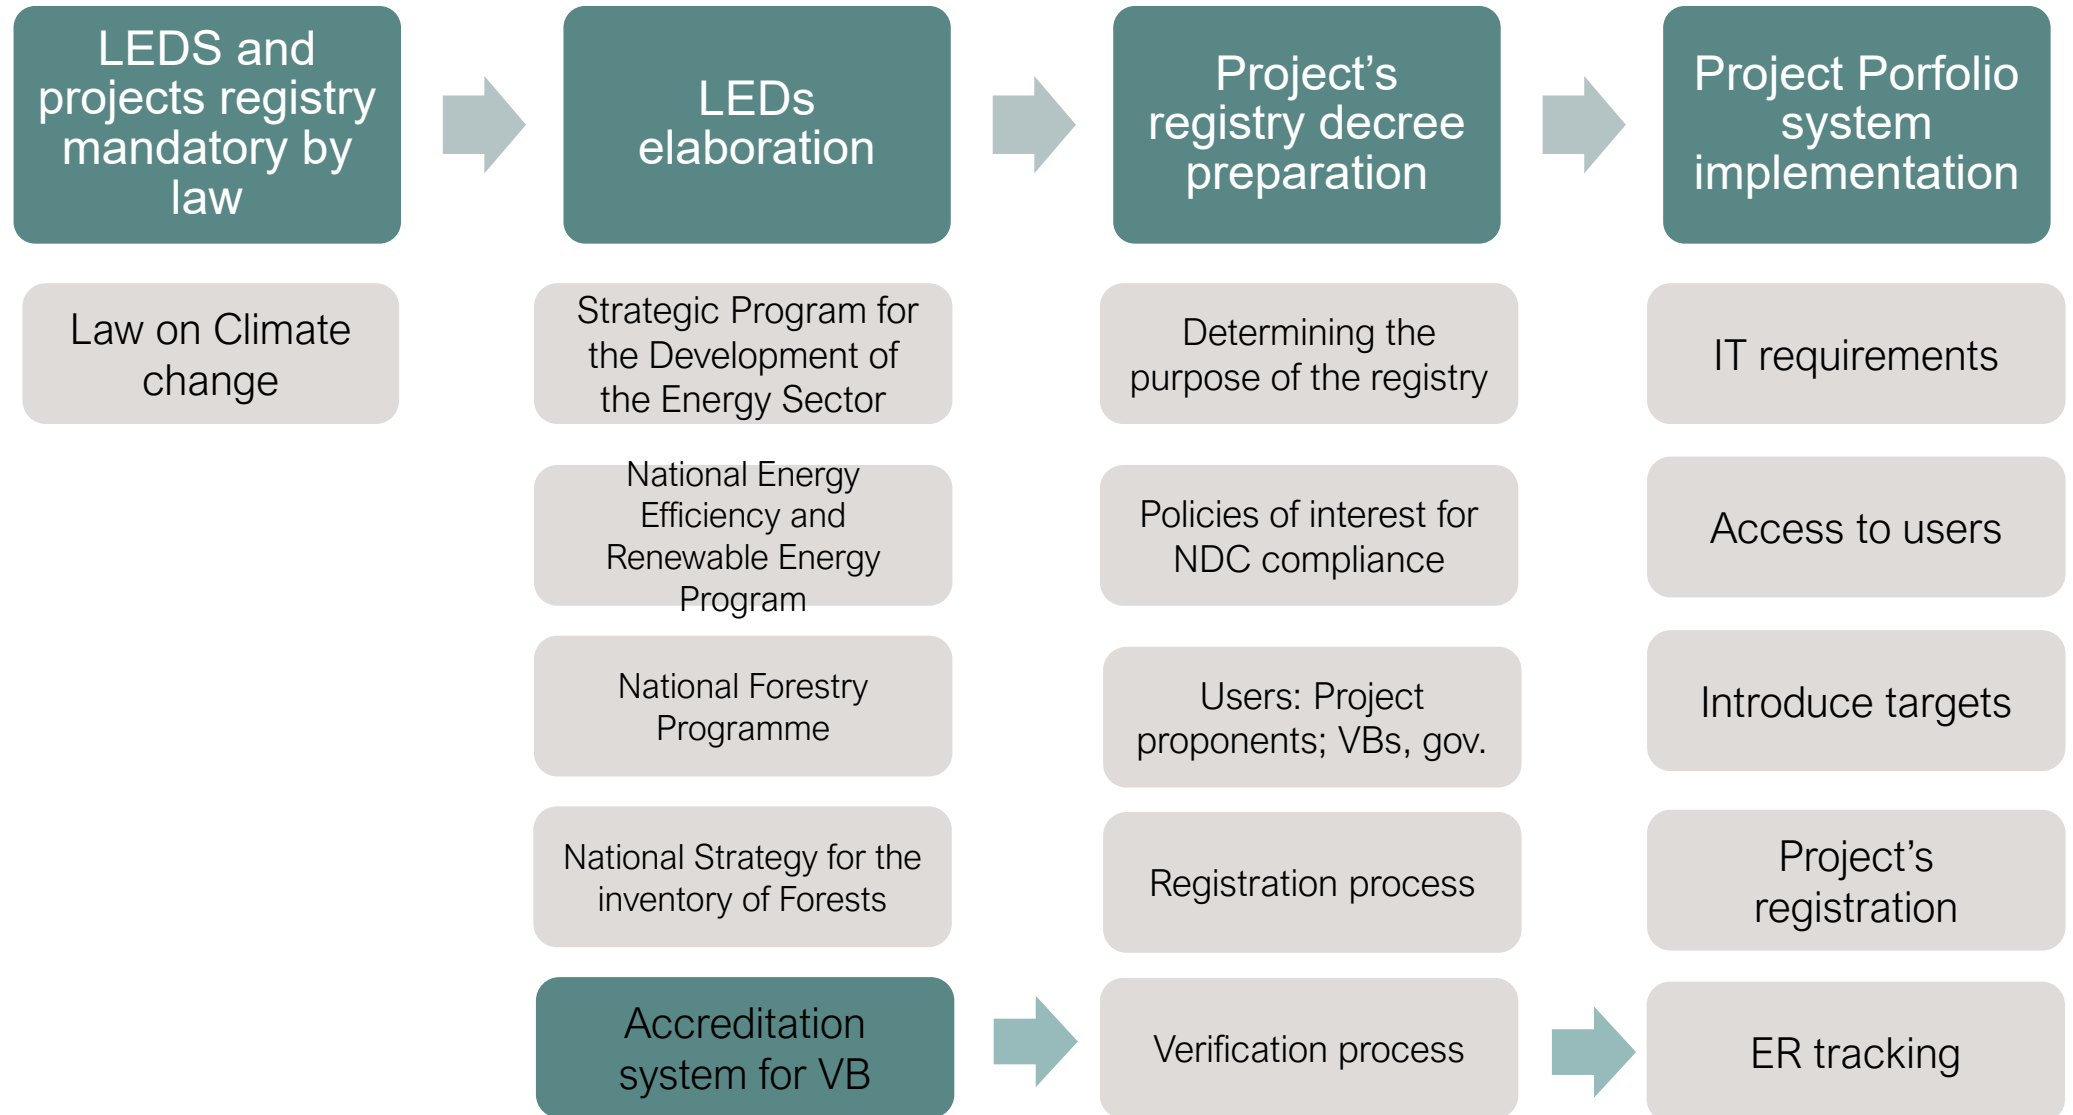 LEDS and
projects registry
mandatory by
law
LEDs
elaboration
Project’s
registry decree
preparation
Project Porfolio
system
implementation
Law on Climate
change
Strategic Program for
the Development of
the Energy Sector
National Energy
Efficiency and
Renewable Energy
Program
National Forestry
Programme
National Strategy for the
inventory of Forests
Accreditation
system for VB
Determining the
purpose of the registry
Policies of interest for
NDC compliance
Users: Project
proponents; VBs, gov.
Registration process
Verification process
IT requirements
Access to users
Introduce targets
Project’s
registration
ER tracking